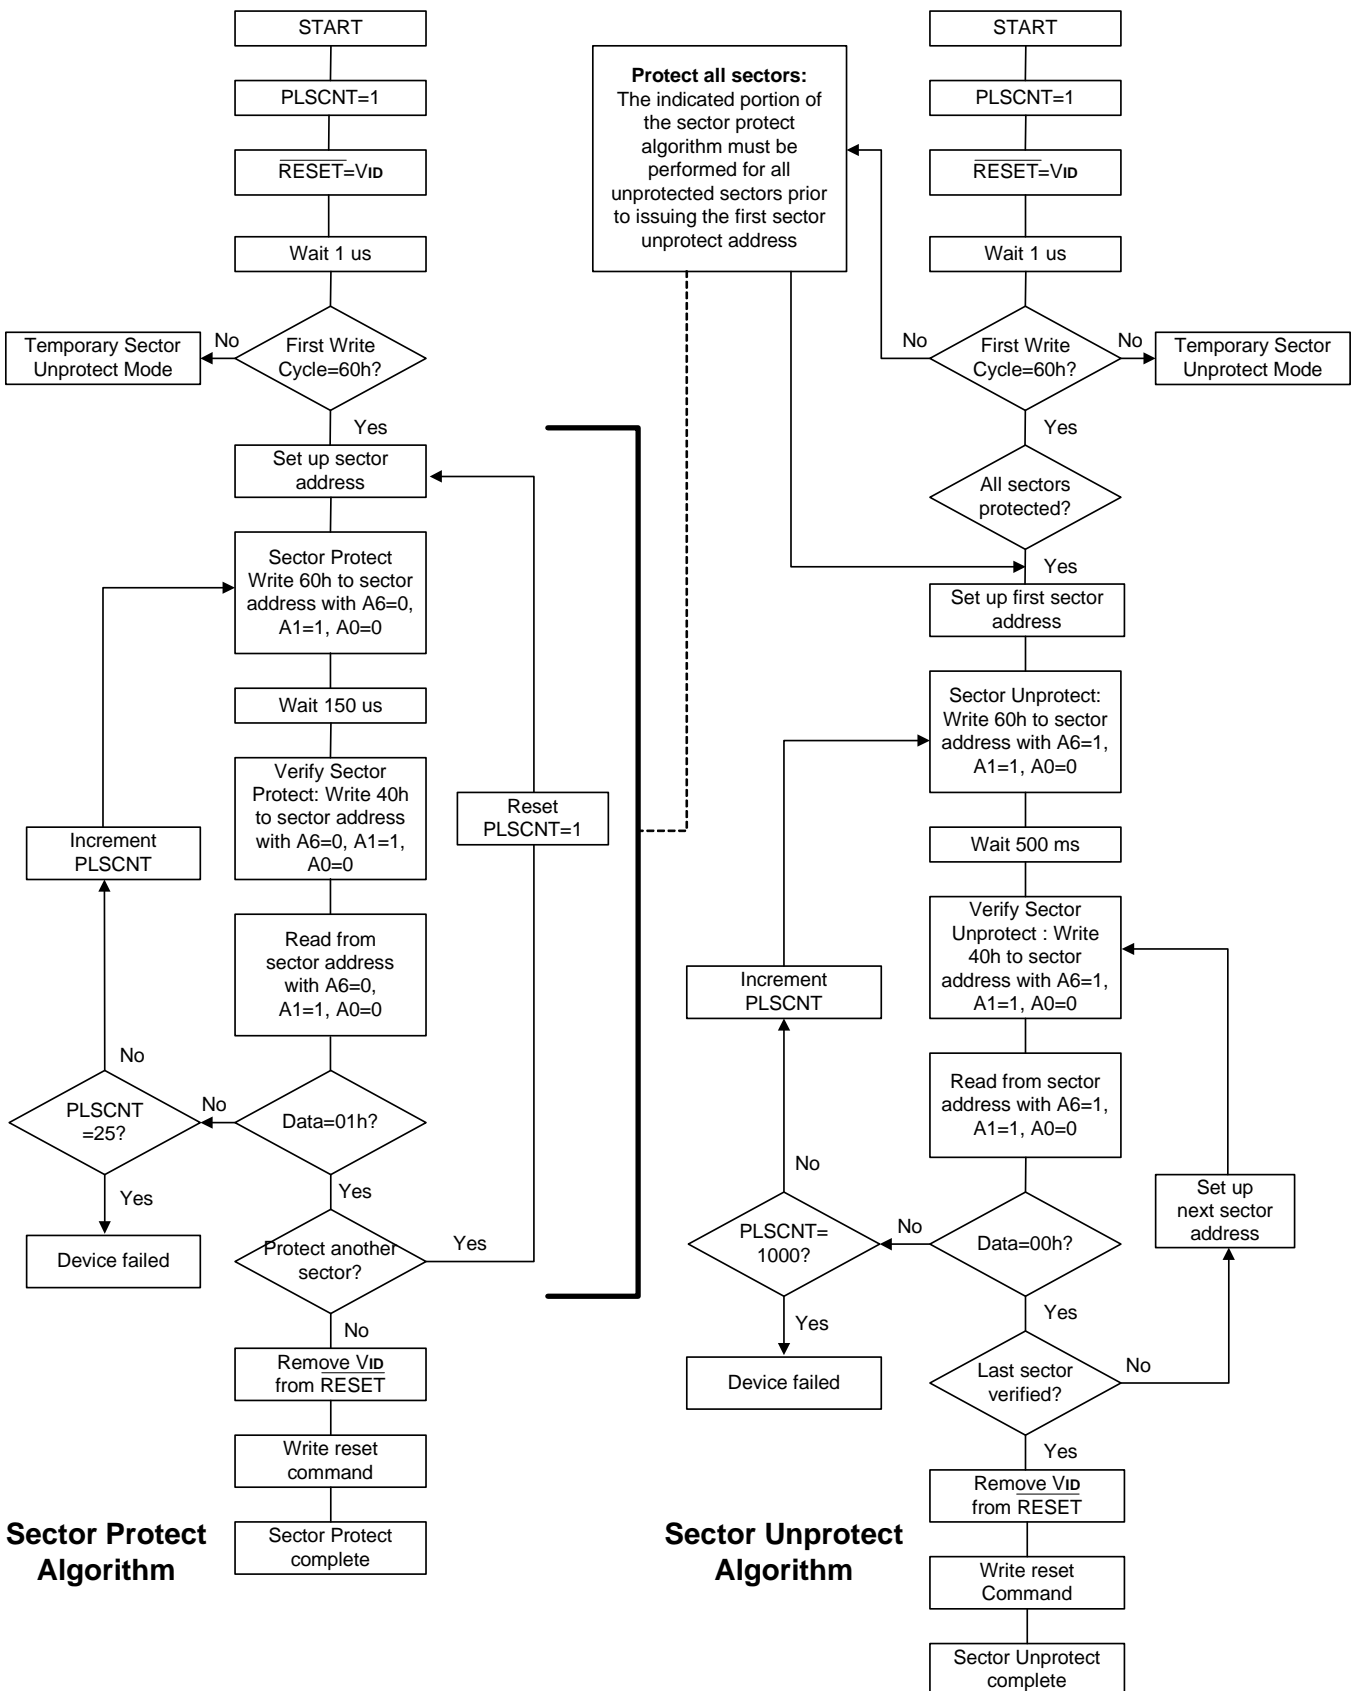 START
PLSCNT=1
RESET=VID
Wait 1 us
First Write
Cycle=60h?
No
Temporary Sector
Unprotect Mode
Yes
Set up sector
address
Sector Protect
Write 60h to sector
address with A6=0,
A1=1, A0=0
Wait 150 us
Verify Sector
Protect: Write 40h
to sector address
with A6=0, A1=1,
A0=0
Reset
PLSCNT=1
Increment
PLSCNT
Read from
sector address
with A6=0,
A1=1, A0=0
No
PLSCNT
=25?
No
Data=01h?
Yes
Yes
Device failed
Protect another
sector?
Yes
No
Remove VID
from RESET
Write reset
command
Sector Protect
complete
Sector Protect
Algorithm
Protect all sectors:
The indicated portion of
the sector protect
algorithm must be
performed for all
unprotected sectors prior
to issuing the first sector
unprotect address
START
PLSCNT=1
RESET=VID
Wait 1 us
No
First Write
Cycle=60h?
No
Temporary Sector
Unprotect Mode
Yes
All sectors
protected?
Yes
Set up first sector
address
Sector Unprotect:
Write 60h to sector
address with A6=1,
A1=1, A0=0
Wait 500 ms
Verify Sector
Unprotect : Write
40h to sector
address with A6=1,
A1=1, A0=0
Increment
PLSCNT
Read from sector
address with A6=1,
A1=1, A0=0
No
Set up
next sector
address
PLSCNT=
1000?
No
Data=00h?
Yes
Yes
Device failed
Last sector
verified?
No
Yes
Remove VID
from RESET
Write reset
Command
Sector Unprotect
complete
Sector Unprotect
Algorithm